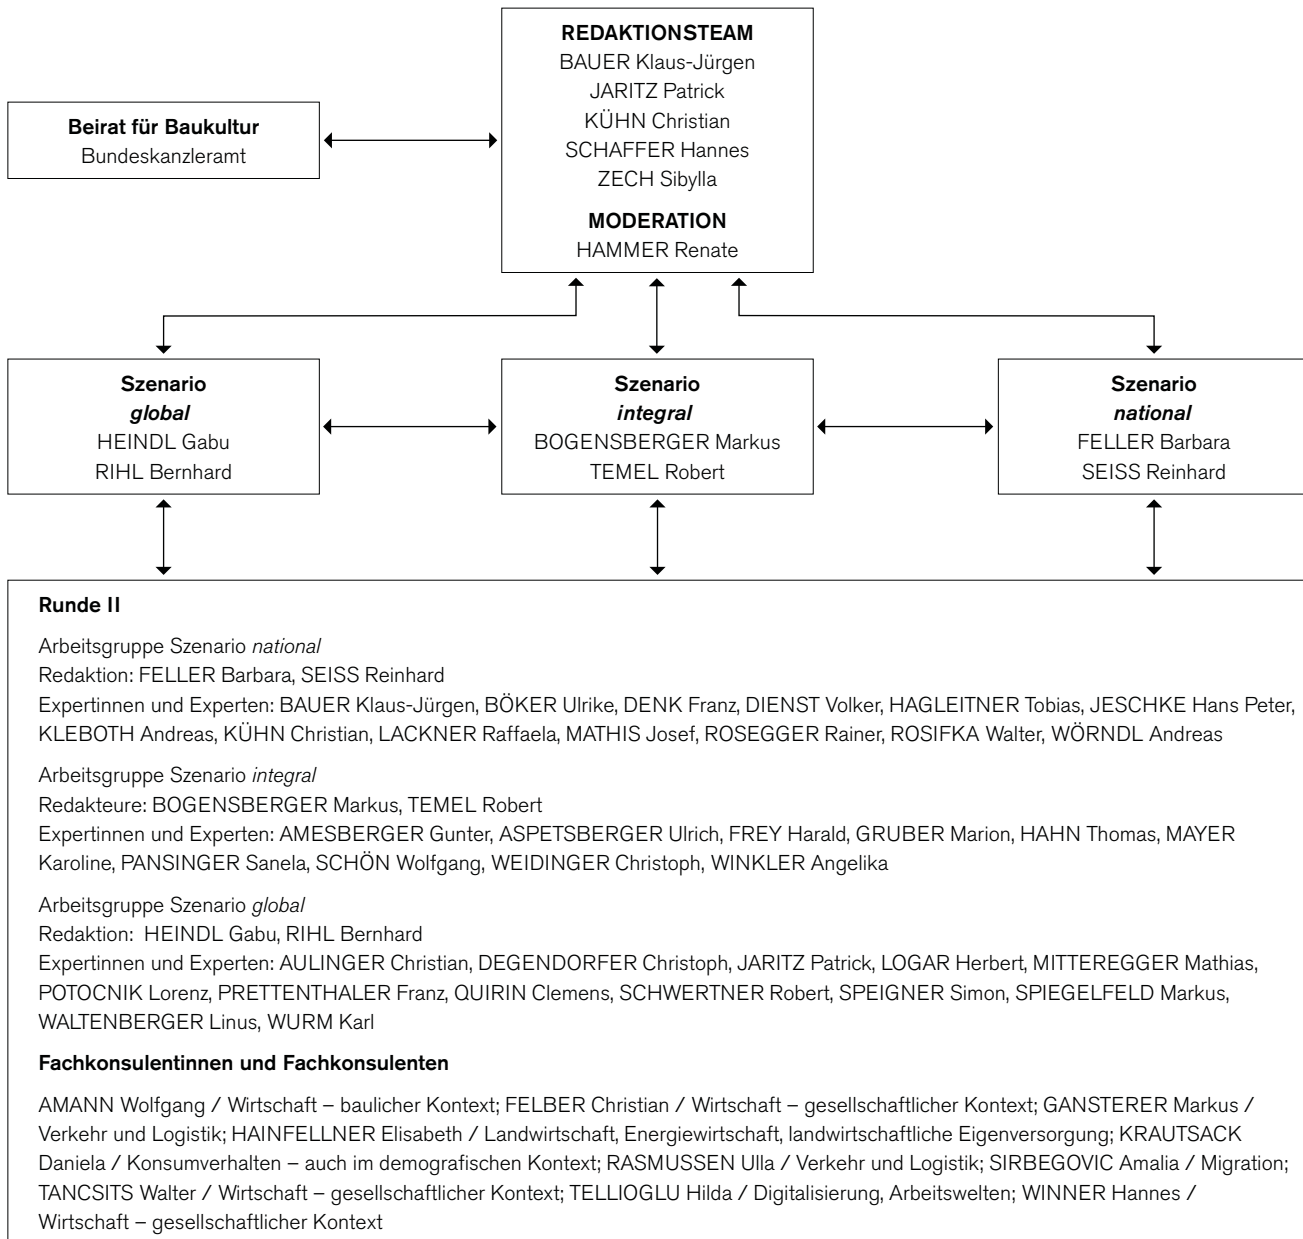 REDAKTIONSTEAM
BAUER Klaus-Jürgen
JARITZ Patrick
KÜHN Christian
SCHAFFER Hannes
ZECH Sibylla
MODERATION
HAMMER Renate
Beirat für Baukultur
Bundeskanzleramt
Szenario
global
HEINDL Gabu
RIHL Bernhard
Szenario
integral
BOGENSBERGER Markus
TEMEL Robert
Szenario
national
FELLER Barbara
SEISS Reinhard
Runde II
Arbeitsgruppe Szenario national
Redaktion: FELLER Barbara, SEISS Reinhard
Expertinnen und Experten: BAUER Klaus-Jürgen, BÖKER Ulrike, DENK Franz, DIENST Volker, HAGLEITNER Tobias, JESCHKE Hans Peter,
KLEBOTH Andreas, KÜHN Christian, LACKNER Raffaela, MATHIS Josef, ROSEGGER Rainer, ROSIFKA Walter, WÖRNDL Andreas
Arbeitsgruppe Szenario integral
Redakteure: BOGENSBERGER Markus, TEMEL Robert
Expertinnen und Experten: AMESBERGER Gunter, ASPETSBERGER Ulrich, FREY Harald, GRUBER Marion, HAHN Thomas, MAYER
Karoline, PANSINGER Sanela, SCHÖN Wolfgang, WEIDINGER Christoph, WINKLER Angelika
Arbeitsgruppe Szenario global
Redaktion: HEINDL Gabu, RIHL Bernhard
Expertinnen und Experten: AULINGER Christian, DEGENDORFER Christoph, JARITZ Patrick, LOGAR Herbert, MITTEREGGER Mathias,
POTOCNIK Lorenz, PRETTENTHALER Franz, QUIRIN Clemens, SCHWERTNER Robert, SPEIGNER Simon, SPIEGELFELD Markus,
WALTENBERGER Linus, WURM Karl
Fachkonsulentinnen und Fachkonsulenten
AMANN Wolfgang / Wirtschaft – baulicher Kontext; FELBER Christian / Wirtschaft – gesellschaftlicher Kontext; GANSTERER Markus /
Verkehr und Logistik; HAINFELLNER Elisabeth / Landwirtschaft, Energiewirtschaft, landwirtschaftliche Eigenversorgung; KRAUTSACK
Daniela / Konsumverhalten – auch im demografischen Kontext; RASMUSSEN Ulla / Verkehr und Logistik; SIRBEGOVIC Amalia / Migration;
TANCSITS Walter / Wirtschaft – gesellschaftlicher Kontext; TELLIOGLU Hilda / Digitalisierung, Arbeitswelten; WINNER Hannes /
Wirtschaft – gesellschaftlicher Kontext